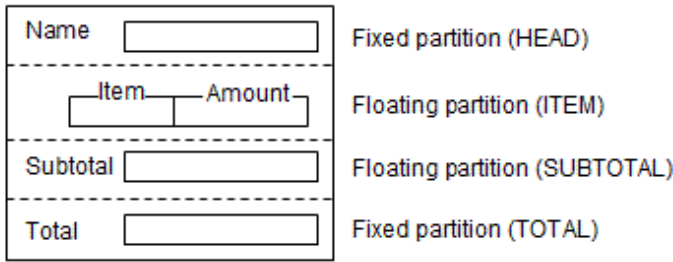 Name Fixed partition (HEAD)
Item Amount Floating partition (ITEM)
Subtotal Floating partition (SUBTOTAL)
Total Fixed partition (TOTAL)